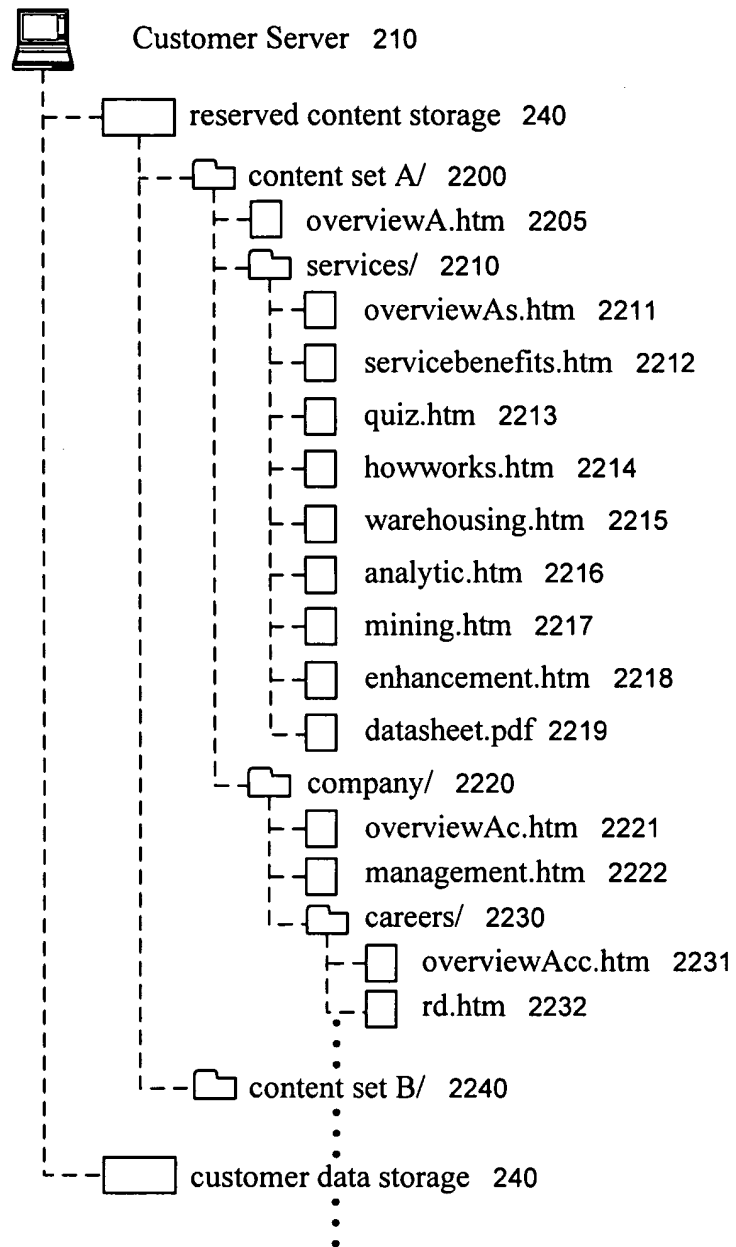 Customer Server 210
reserved content storage 240
content set A/ 2200
overviewA.htm 2205
services/ 2210
overviewAs.htm 2211
servicebenefits.htm 2212
quiz.htm 2213
howworks.htm 2214
warehousing.htm 2215
analytic.htm 2216
mining.htm 2217
enhancement.htm 2218
datasheet.pdf 2219
company/ 2220
overviewAc.htm 2221
management.htm 2222
careers/ 2230
overviewAcc.htm 2231
rd.htm 2232
content set B/ 2240
customer data storage 240